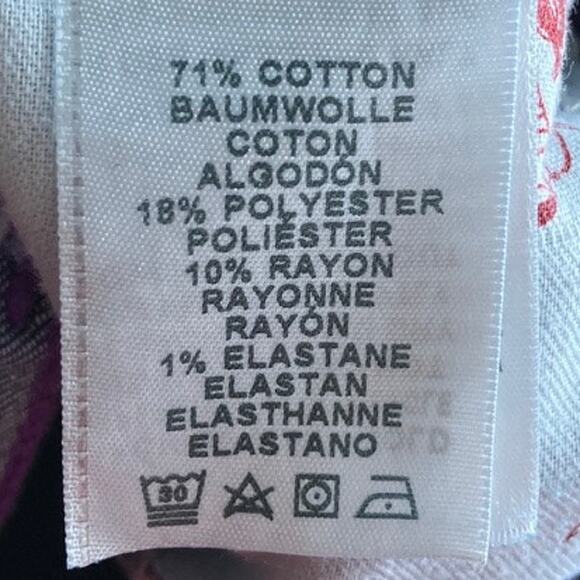 71% COTTON
BAUMWOLLE
COTON
ALGODÓN
18% POLYESTER
POLIÉSTER
10% RAYON
RAYONNE
RAYÓN
1% ELASTANE
ELASTAN
ELASTHANNE
ELASTANO
30